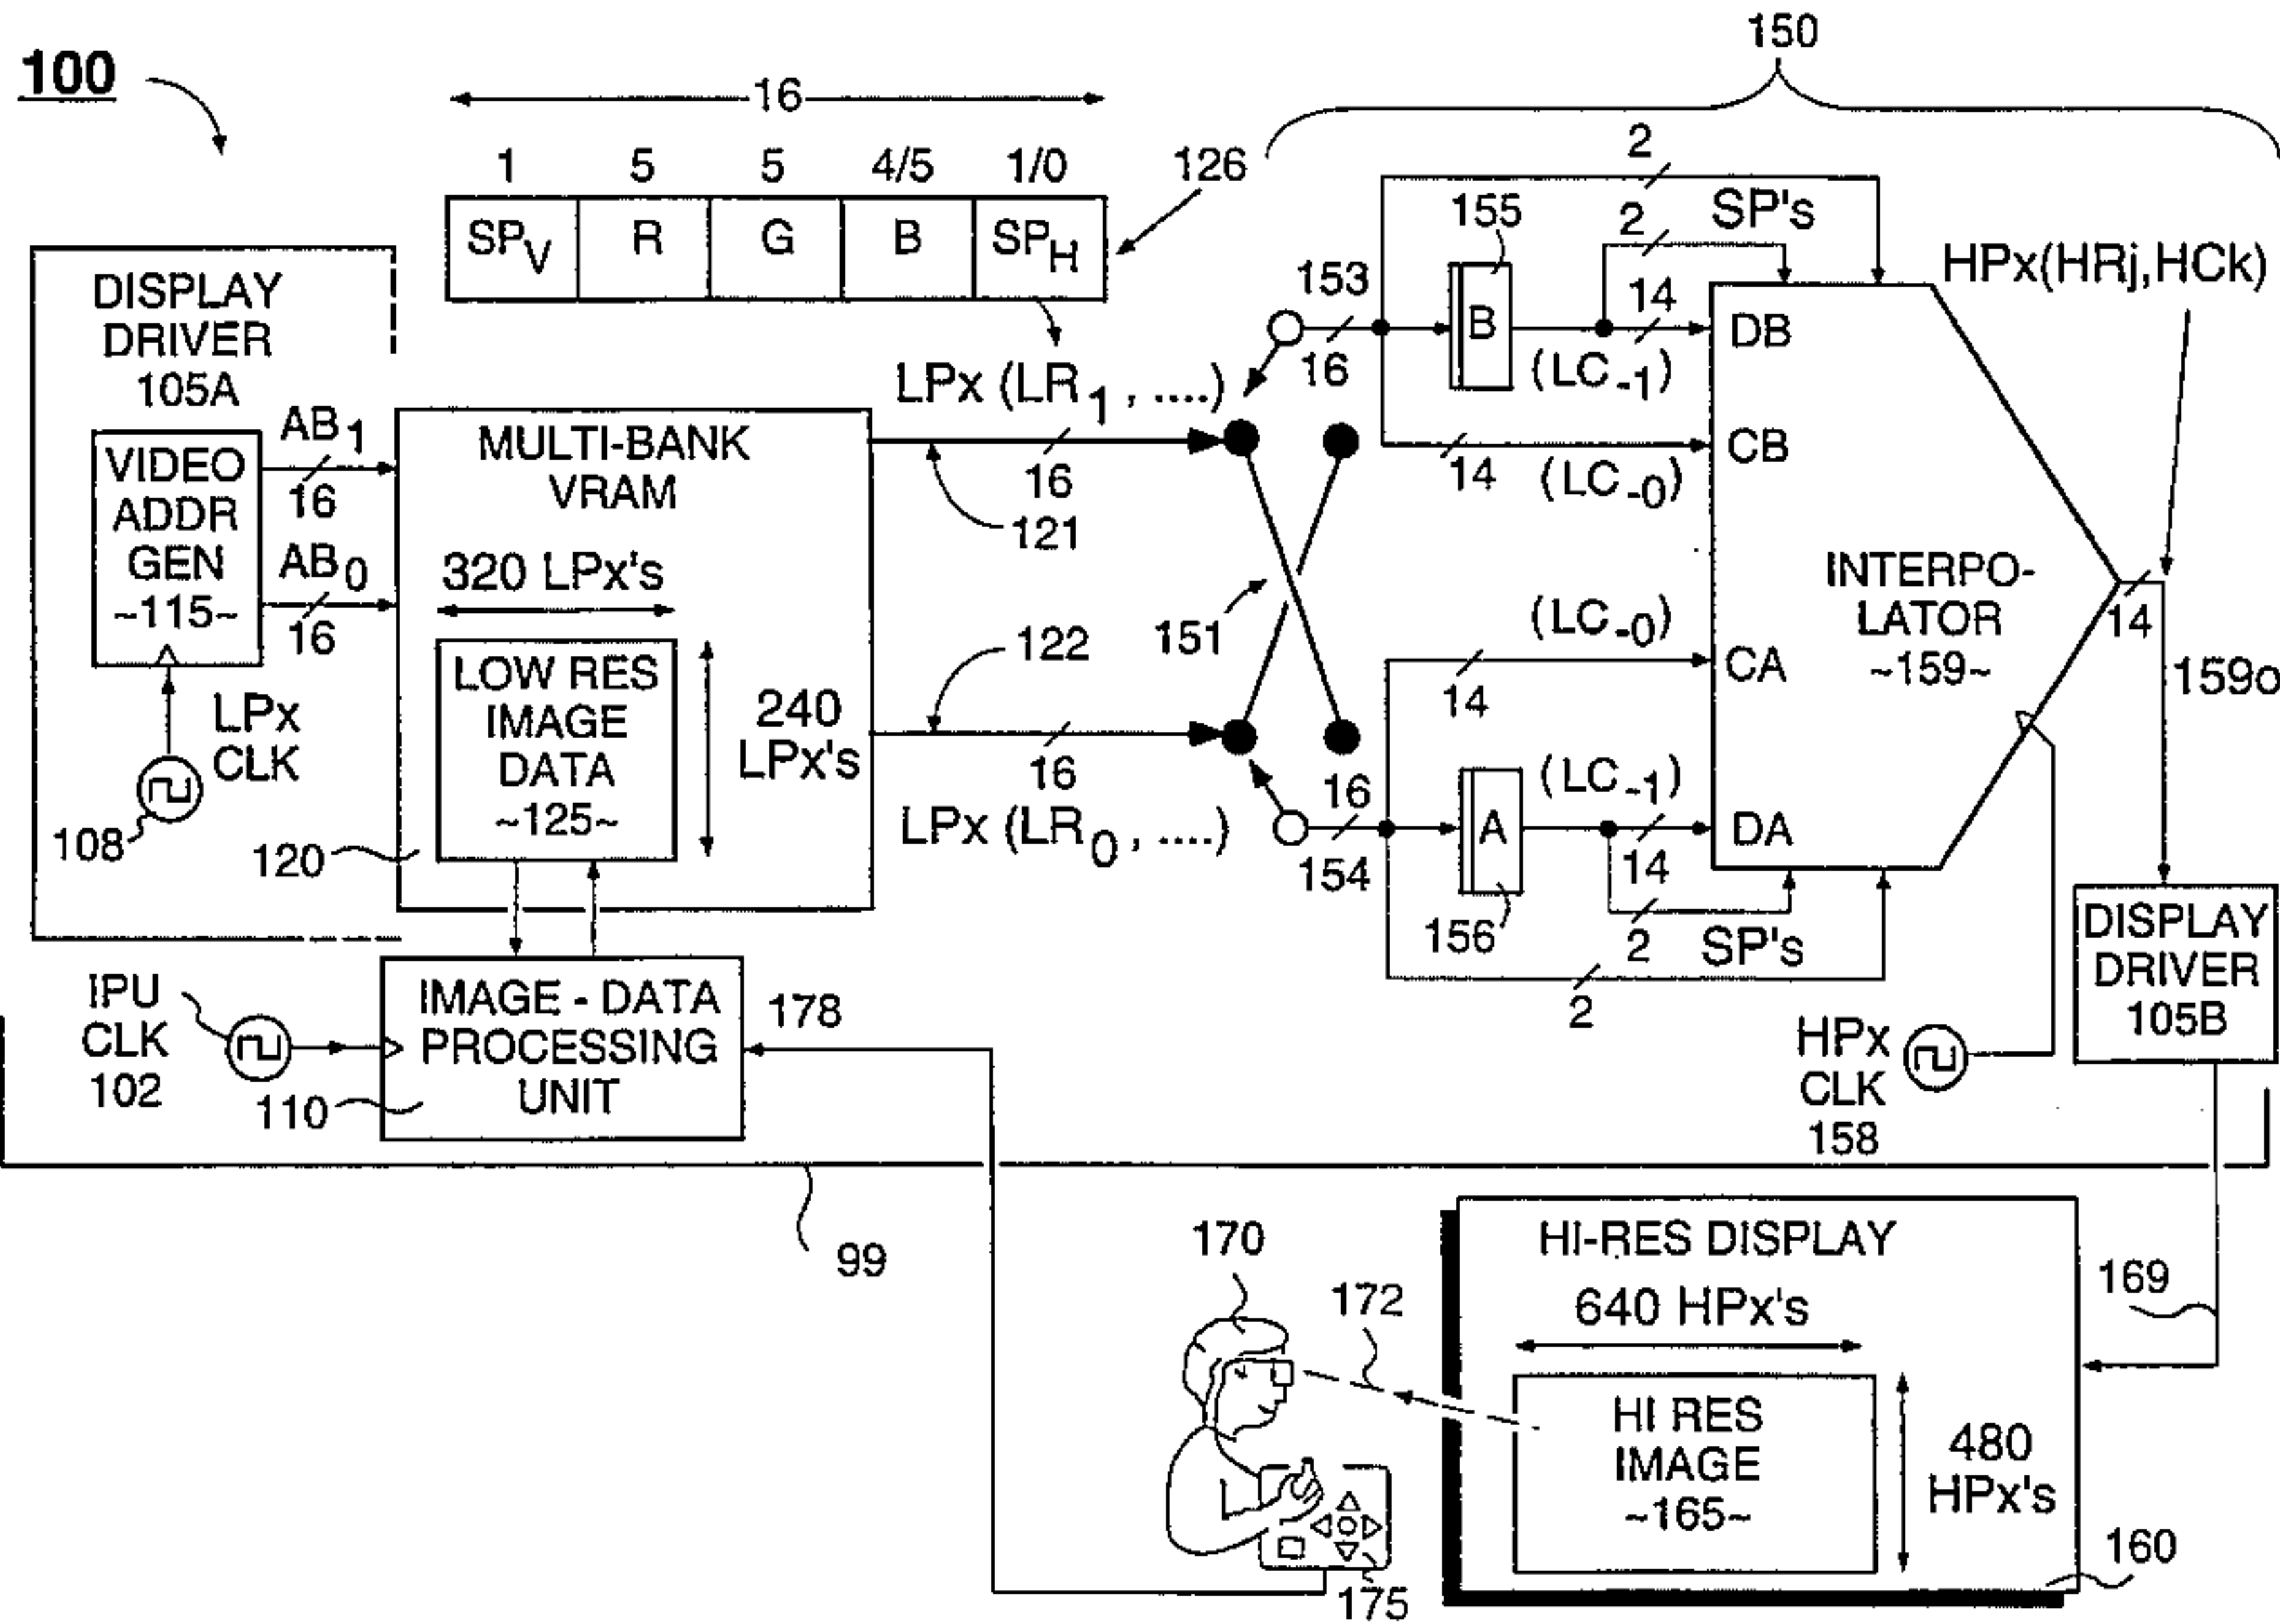 100
150
16
1 5 5 4/5 1/0
SPV R G B SPH
126
DISPLAY
DRIVER
105A
AB1
16
AB0
16
VIDEO
ADDR
GEN
~115~
LPx
CLK
108
MULTI-BANK
VRAM
320 LPx's
LOW RES
IMAGE
DATA
~125~
240
LPx's
120
LPx (LR1, ....)
16
121
122
16
LPx (LR0, ....)
151
153
16
16
154
2
SP's
2
155
B
14
(LC-1)
14
(LC-0)
(LC-0)
14
(LC-1)
A
14
156
2
SP's
2
DB
CB
CA
DA
INTERPO-
LATOR
~159~
HPx(HRj,HCk)
14
159o
DISPLAY
DRIVER
105B
HPx
CLK
158
IPU
CLK
102
IMAGE - DATA
PROCESSING
UNIT
110
178
99
170
172
175
HI-RES DISPLAY
640 HPx's
HI RES
IMAGE
~165~
480
HPx's
169
160